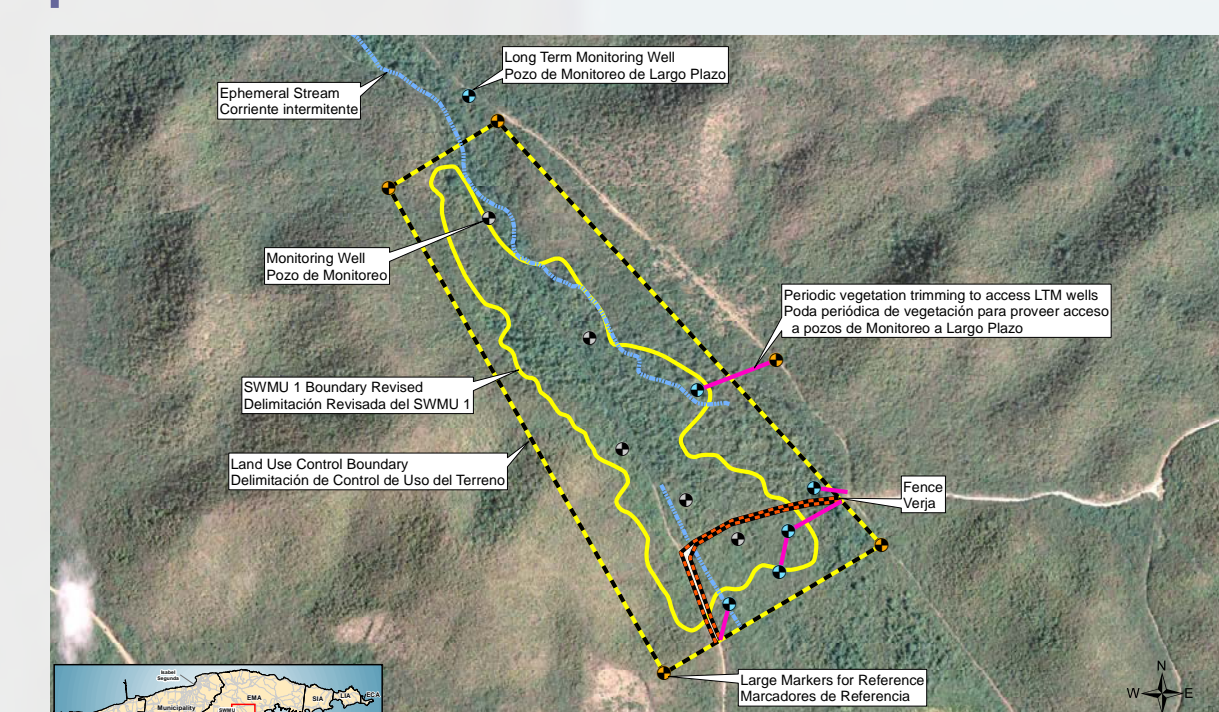 Long Term Monitoring Well
Pozo de Monitoreo de Largo Plazo
Ephemeral Stream
Corriente intermitente
Monitoring Well
Pozo de Monitoreo
Periodic vegetation trimming to access LTM wells
Poda periódica de vegetación para proveer acceso
a pozos de Monitoreo a Largo Plazo
SWMU 1 Boundary Revised
Delimitación Revisada del SWMU 1
Land Use Control Boundary
Delimitación de Control de Uso del Terreno
Fence
Verja
Large Markers for Reference
Marcadores de Referencia
N
W E
Isabel
Segunda
EMA
SIA
LIA
ECA
Municipality
SWMU